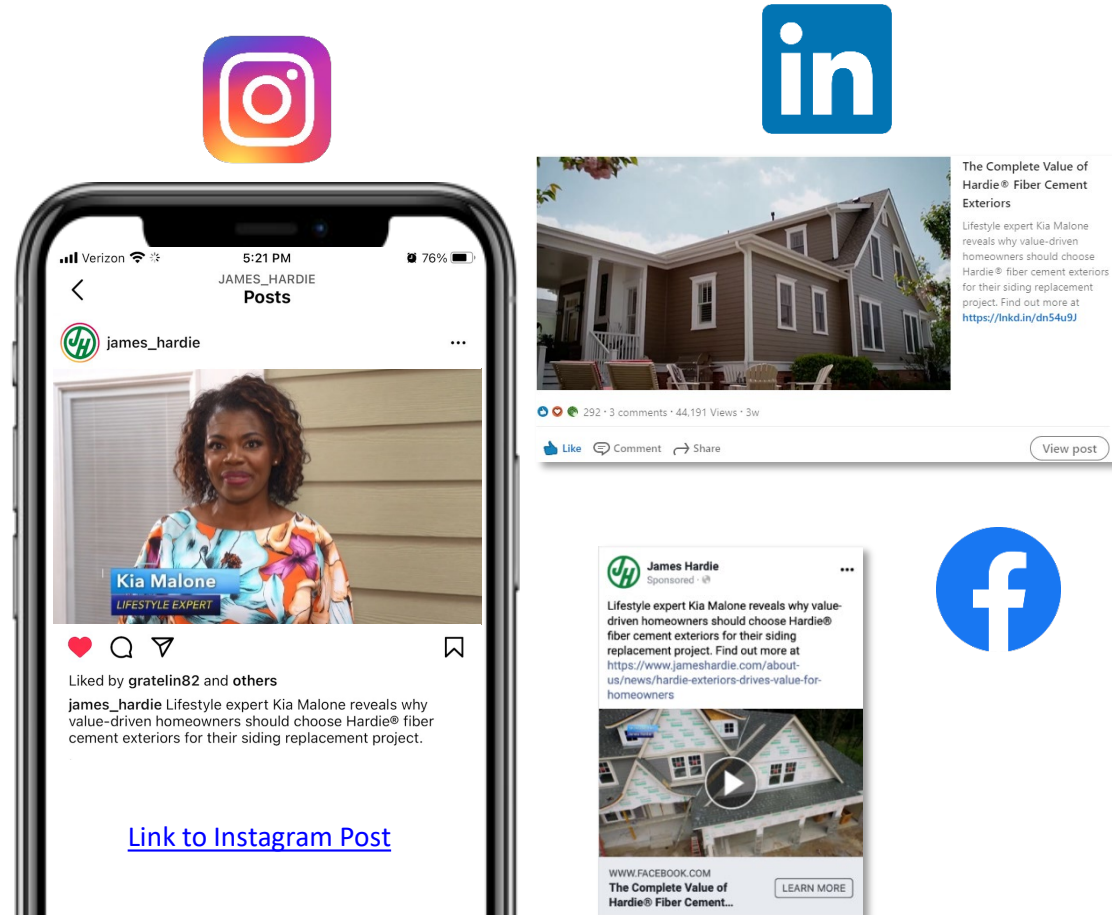 in
Verizon
5:21 PM
76%
JAMES_HARDIE
Posts
JH
james_hardie
Kia Malone
LIFESTYLE EXPERT
Liked by gratelin82 and others
james_hardie Lifestyle expert Kia Malone reveals why
value-driven homeowners should choose Hardie® fiber
cement exteriors for their siding replacement project.
Link to Instagram Post
The Complete Value of
Hardie® Fiber Cement
Exteriors
Lifestyle expert Kia Malone
reveals why value-driven
homeowners should choose
Hardie® fiber cement exteriors
for their siding replacement
project. Find out more at
https://lnkd.in/dn54u9J
292 · 3 comments · 44,191 Views · 3w
Like
Comment
Share
View post
JH
James Hardie
Sponsored ·
Lifestyle expert Kia Malone reveals why value-
driven homeowners should choose Hardie®
fiber cement exteriors for their siding
replacement project. Find out more at
https://www.jameshardie.com/about-
us/news/hardie-exteriors-drives-value-for-
homeowners
WWW.FACEBOOK.COM
The Complete Value of
Hardie® Fiber Cement...
LEARN MORE
f